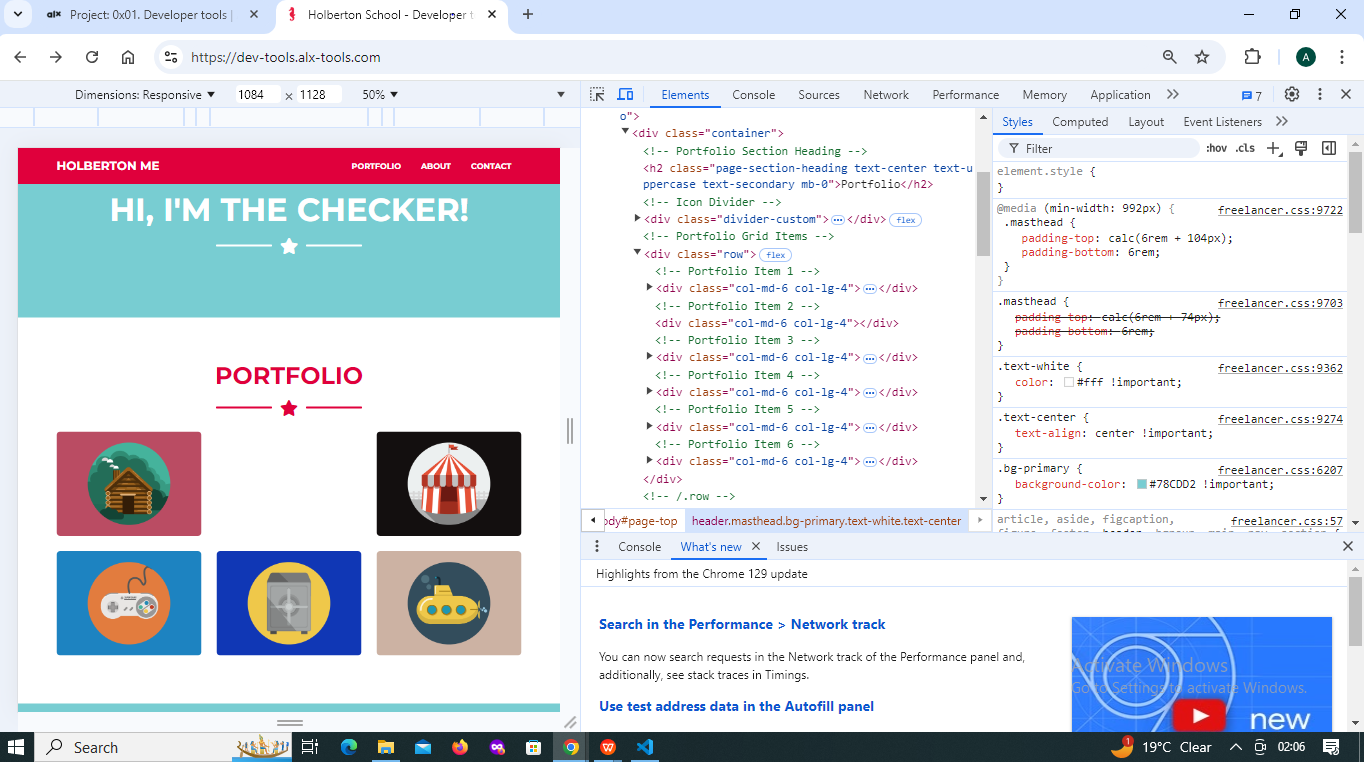 Project: 0x01. Developer tools |
Holberton School - Developer t
https://dev-tools.alx-tools.com
A
Dimensions: Responsive
1084 × 1128
50%
HOLBERTON ME
PORTFOLIO ABOUT CONTACT
HI, I'M THE CHECKER!
PORTFOLIO
Elements Console Sources Network Performance Memory Application
7
o">
<div class="container">
<!-- Portfolio Section Heading -->
<h2 class="page-section-heading text-center text-u
ppercase text-secondary mb-0">Portfolio</h2>
<!-- Icon Divider -->
<div class="divider-custom"> … </div> flex
<!-- Portfolio Grid Items -->
<div class="row"> flex
<!-- Portfolio Item 1 -->
<div class="col-md-6 col-lg-4"> … </div>
<!-- Portfolio Item 2 -->
<div class="col-md-6 col-lg-4"></div>
<!-- Portfolio Item 3 -->
<div class="col-md-6 col-lg-4"> … </div>
<!-- Portfolio Item 4 -->
<div class="col-md-6 col-lg-4"> … </div>
<!-- Portfolio Item 5 -->
<div class="col-md-6 col-lg-4"> … </div>
<!-- Portfolio Item 6 -->
<div class="col-md-6 col-lg-4"> … </div>
</div>
<!-- /.row -->
ody#page-top header.masthead.bg-primary.text-white.text-center
Styles Computed Layout Event Listeners
Filter
:hov .cls
element.style {
}
@media (min-width: 992px) { freelancer.css:9722
.masthead {
padding-top: calc(6rem + 104px);
padding-bottom: 6rem;
}
}
.masthead { freelancer.css:9703
padding-top: calc(6rem + 74px);
padding-bottom: 6rem;
}
.text-white { freelancer.css:9362
color: #fff !important;
}
.text-center { freelancer.css:9274
text-align: center !important;
}
.bg-primary { freelancer.css:6207
background-color: #78CDD2 !important;
}
article, aside, figcaption, freelancer.css:57
Console What's new Issues
Highlights from the Chrome 129 update
Search in the Performance > Network track
You can now search requests in the Network track of the Performance panel and,
additionally, see stack traces in Timings.
Use test address data in the Autofill panel
new
Activate Windows
Go to Settings to activate Windows.
Search
1
19°C Clear
02:06